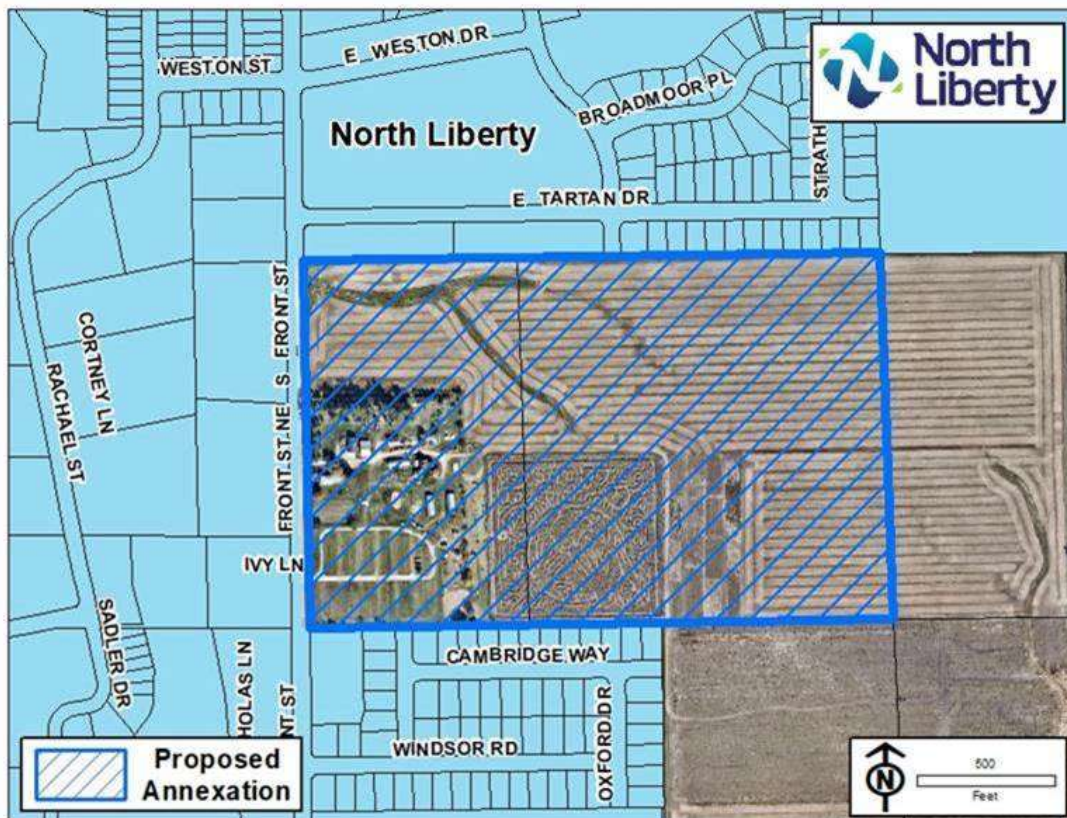 WESTON ST
E WESTON DR
BROADMOOR PL
North
Liberty
North Liberty
STRATH
E TARTAN DR
CORTNEY LN
RACHAEL ST
FRONT ST NE S FRONT ST
IVY LN
SADLER DR
HOLAS LN
NT ST
CAMBRIDGE WAY
WINDSOR RD
OXFORD DR
Proposed
Annexation
N
500
Feet